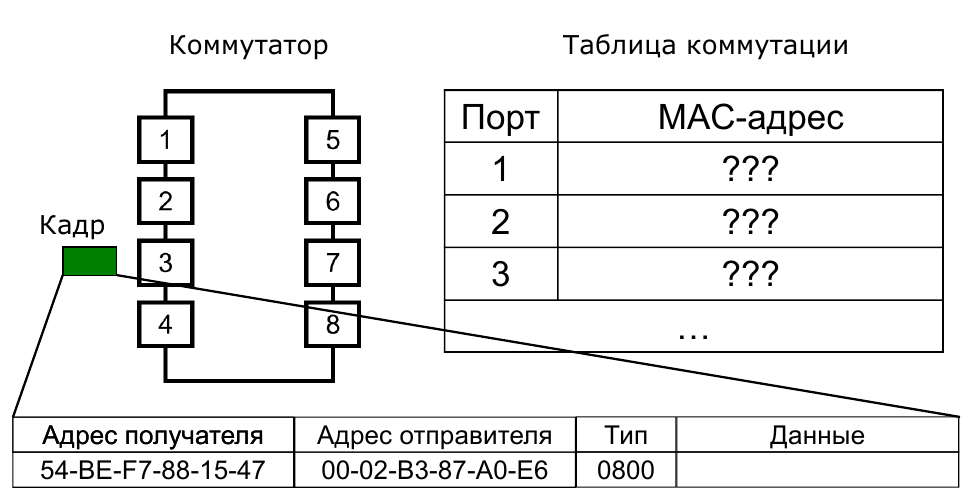 Коммутатор
Таблица коммутации
1
2
3
4
5
6
7
8
Кадр
Порт MAC-адрес
1 ???
2 ???
3 ???
...
Адрес получателя Адрес отправителя Тип Данные
54-BE-F7-88-15-47 00-02-B3-87-A0-E6 0800